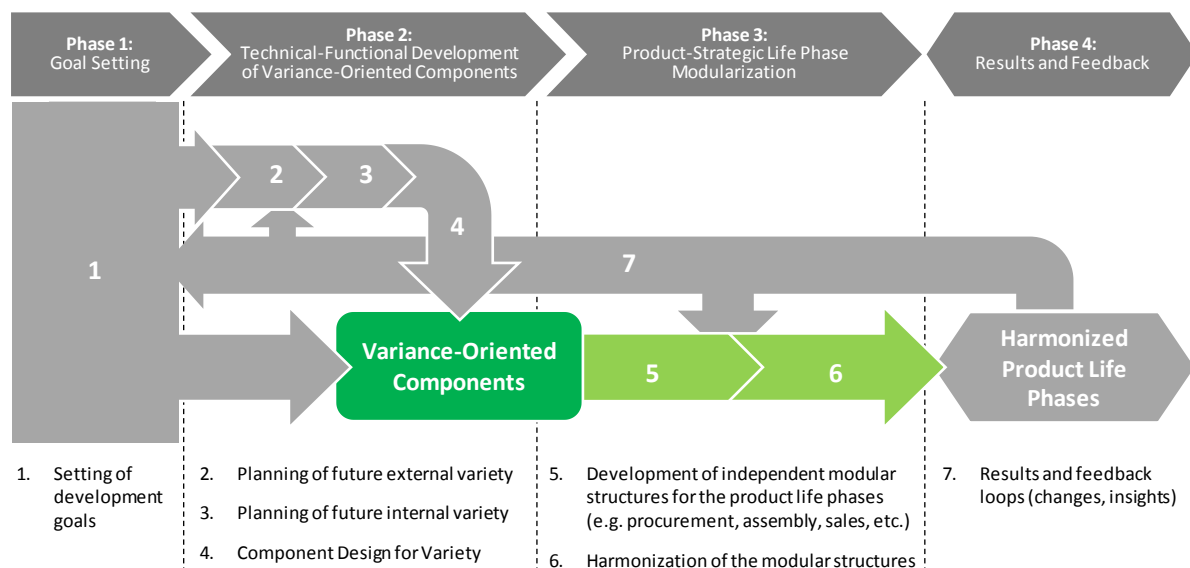 Phase 1:
Goal Setting
Phase 2:
Technical-Functional Development
of Variance-Oriented Components
Phase 3:
Product-Strategic Life Phase
Modularization
Phase 4:
Results and Feedback
2
3
4
1
7
Variance-Oriented
Components
5
6
Harmonized
Product Life
Phases
1. Setting of
development
goals
2. Planning of future external variety
3. Planning of future internal variety
4. Component Design for Variety
5. Development of independent modular
structures for the product life phases
(e.g. procurement, assembly, sales, etc.)
6. Harmonization of the modular structures
7. Results and feedback
loops (changes, insights)